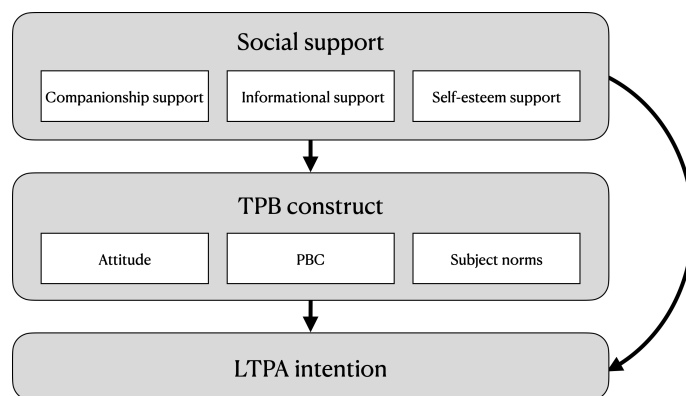 Social support
Companionship support
Informational support
Self-esteem support
TPB construct
Attitude
PBC
Subject norms
LTPA intention